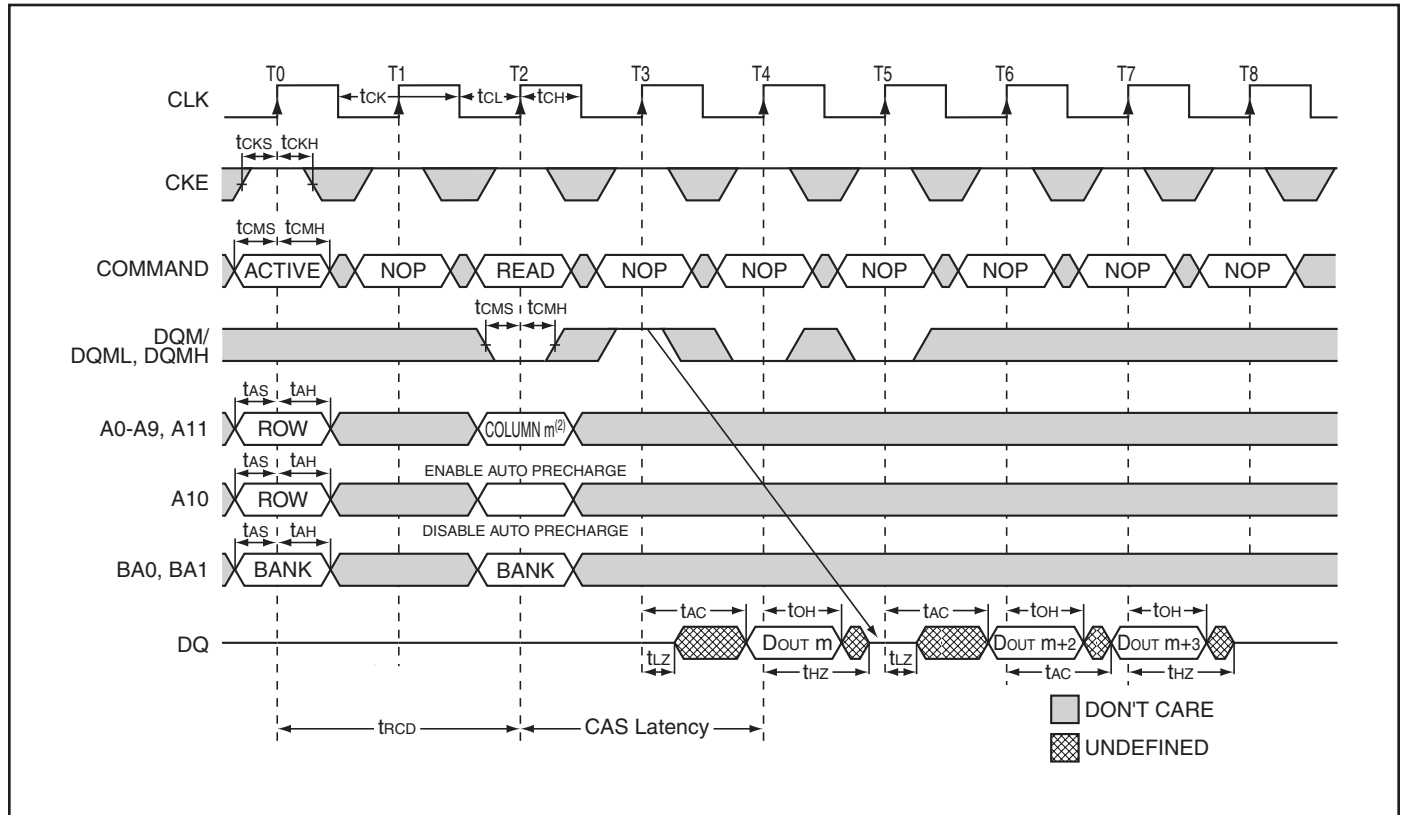 T0 T1 T2 T3 T4 T5 T6 T7 T8
CLK
tCK tCL tCH
tCKS tCKH
CKE
tCMS tCMH
COMMAND ACTIVE NOP READ NOP NOP NOP NOP NOP NOP
tCMS tCMH
DQM/
DQML, DQMH
tAS tAH
A0-A9, A11 ROW COLUMN m(2)
tAS tAH ENABLE AUTO PRECHARGE
A10 ROW
tAS tAH DISABLE AUTO PRECHARGE
BA0, BA1 BANK BANK
tAC tOH tAC tOH tOH
DQ DOUT m DOUT m+2 DOUT m+3
tLZ tHZ tLZ tAC tHZ
DON'T CARE
tRCD CAS Latency
UNDEFINED